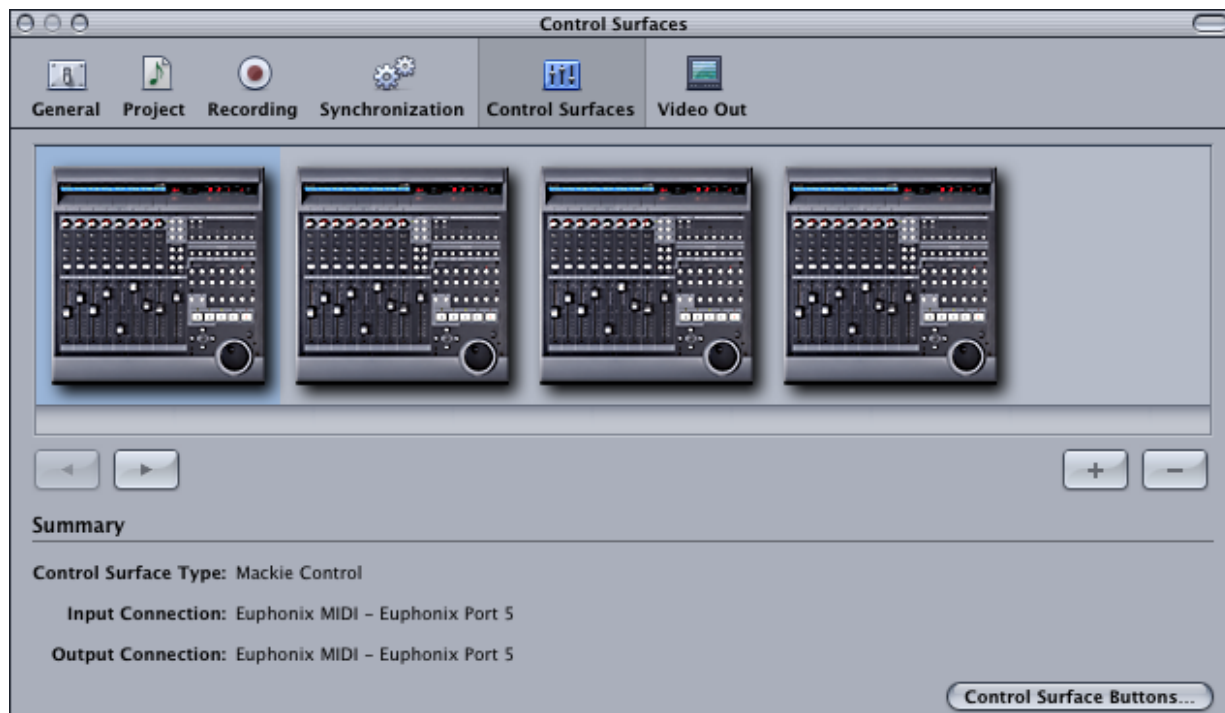 Control Surfaces
General Project Recording Synchronization Control Surfaces Video Out
Summary
Control Surface Type: Mackie Control
Input Connection: Euphonix MIDI – Euphonix Port 5
Output Connection: Euphonix MIDI – Euphonix Port 5
Control Surface Buttons...